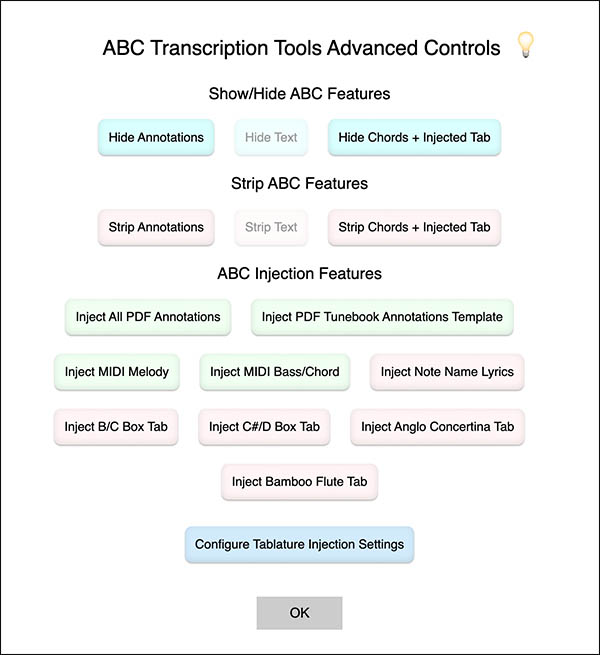 ABC Transcription Tools Advanced Controls
Show/Hide ABC Features
Hide Annotations Hide Text Hide Chords + Injected Tab
Strip ABC Features
Strip Annotations Strip Text Strip Chords + Injected Tab
ABC Injection Features
Inject All PDF Annotations Inject PDF Tunebook Annotations Template
Inject MIDI Melody Inject MIDI Bass/Chord Inject Note Name Lyrics
Inject B/C Box Tab Inject C#/D Box Tab Inject Anglo Concertina Tab
Inject Bamboo Flute Tab
Configure Tablature Injection Settings
OK